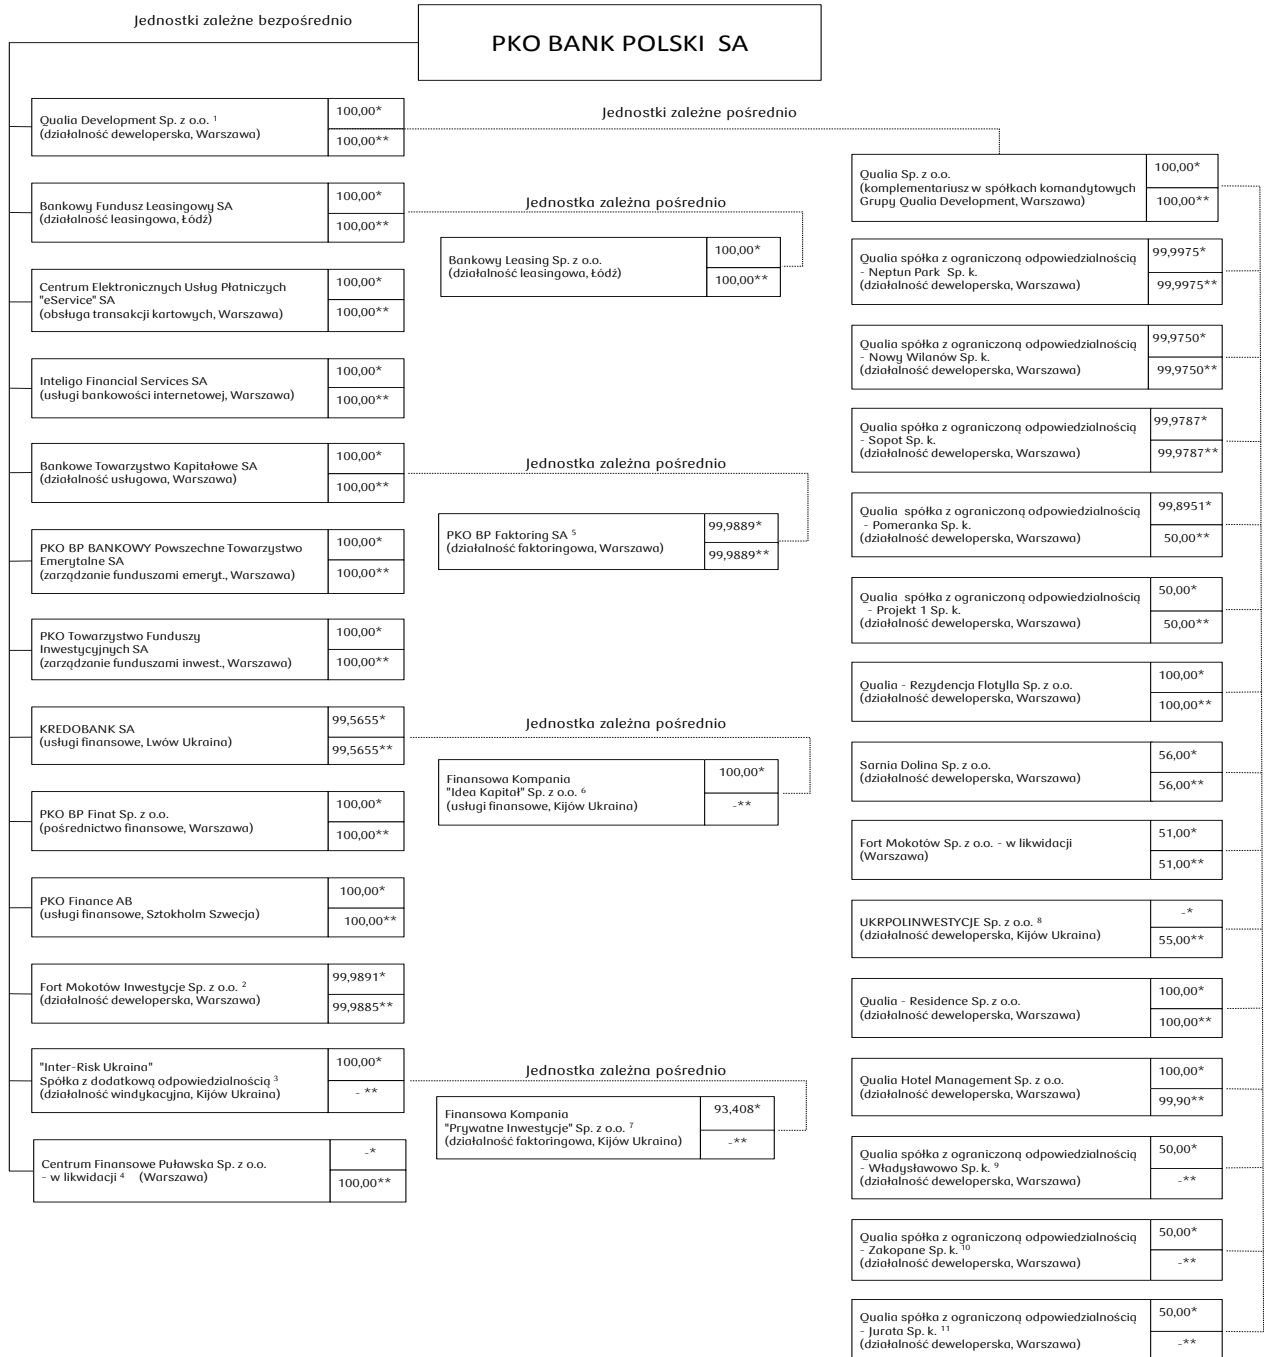 Jednostki zależne bezpośrednio
PKO BANK POLSKI SA
Qualia Development Sp. z o.o. ¹
(działalność deweloperska, Warszawa)
100,00*
100,00**
Bankowy Fundusz Leasingowy SA
(działalność leasingowa, Łódź)
100,00*
100,00**
Centrum Elektronicznych Usług Płatniczych
"eService" SA
(obsługa transakcji kartowych, Warszawa)
100,00*
100,00**
Inteligo Financial Services SA
(usługi bankowości internetowej, Warszawa)
100,00*
100,00**
Bankowe Towarzystwo Kapitałowe SA
(działalność usługowa, Warszawa)
100,00*
100,00**
PKO BP BANKOWY Powszechne Towarzystwo
Emerytalne SA
(zarządzanie funduszami emeryt., Warszawa)
100,00*
100,00**
PKO Towarzystwo Funduszy
Inwestycyjnych SA
(zarządzanie funduszami inwest., Warszawa)
100,00*
100,00**
KREDOBANK SA
(usługi finansowe, Lwów Ukraina)
99,5655*
99,5655**
PKO BP Finat Sp. z o.o.
(pośrednictwo finansowe, Warszawa)
100,00*
100,00**
PKO Finance AB
(usługi finansowe, Sztokholm Szwecja)
100,00*
100,00**
Fort Mokotów Inwestycje Sp. z o.o. ²
(działalność deweloperska, Warszawa)
99,9891*
99,9885**
"Inter-Risk Ukraina"
Spółka z dodatkową odpowiedzialnością ³
(działalność windykacyjna, Kijów Ukraina)
100,00*
- **
Centrum Finansowe Puławska Sp. z o.o.
- w likwidacji ⁴ (Warszawa)
-*
100,00**
Jednostka zależna pośrednio
Bankowy Leasing Sp. z o.o.
(działalność leasingowa, Łódź)
100,00*
100,00**
Jednostka zależna pośrednio
PKO BP Faktoring SA ⁵
(działalność faktoringowa, Warszawa)
99,9889*
99,9889**
Jednostka zależna pośrednio
Finansowa Kompania
"Idea Kapitał" Sp. z o.o. ⁶
(usługi finansowe, Kijów Ukraina)
100,00*
-**
Jednostka zależna pośrednio
Finansowa Kompania
"Prywatne Inwestycje" Sp. z o.o. ⁷
(działalność faktoringowa, Kijów Ukraina)
93,408*
-**
Jednostki zależne pośrednio
Qualia Sp. z o.o.
(komplementariusz w spółkach komandytowych
Grupy Qualia Development, Warszawa)
100,00*
100,00**
Qualia spółka z ograniczoną odpowiedzialnością
- Neptun Park Sp. k.
(działalność deweloperska, Warszawa)
99,9975*
99,9975**
Qualia spółka z ograniczoną odpowiedzialnością
- Nowy Wilanów Sp. k.
(działalność deweloperska, Warszawa)
99,9750*
99,9750**
Qualia spółka z ograniczoną odpowiedzialnością
- Sopot Sp. k.
(działalność deweloperska, Warszawa)
99,9787*
99,9787**
Qualia spółka z ograniczoną odpowiedzialnością
- Pomeranka Sp. k.
(działalność deweloperska, Warszawa)
99,8951*
50,00**
Qualia spółka z ograniczoną odpowiedzialnością
- Projekt 1 Sp. k.
(działalność deweloperska, Warszawa)
50,00*
50,00**
Qualia - Rezydencja Flotylla Sp. z o.o.
(działalność deweloperska, Warszawa)
100,00*
100,00**
Sarnia Dolina Sp. z o.o.
(działalność deweloperska, Warszawa)
56,00*
56,00**
Fort Mokotów Sp. z o.o. - w likwidacji
(Warszawa)
51,00*
51,00**
UKRPOLINWESTYCJE Sp. z o.o. ⁸
(działalność deweloperska, Kijów Ukraina)
-*
55,00**
Qualia - Residence Sp. z o.o.
(działalność deweloperska, Warszawa)
100,00*
100,00**
Qualia Hotel Management Sp. z o.o.
(działalność deweloperska, Warszawa)
100,00*
99,90**
Qualia spółka z ograniczoną odpowiedzialnością
- Władysławowo Sp. k. ⁹
(działalność deweloperska, Warszawa)
50,00*
-**
Qualia spółka z ograniczoną odpowiedzialnością
- Zakopane Sp. k. ¹⁰
(działalność deweloperska, Warszawa)
50,00*
-**
Qualia spółka z ograniczoną odpowiedzialnością
- Jurata Sp. k. ¹¹
(działalność deweloperska, Warszawa)
50,00*
-**